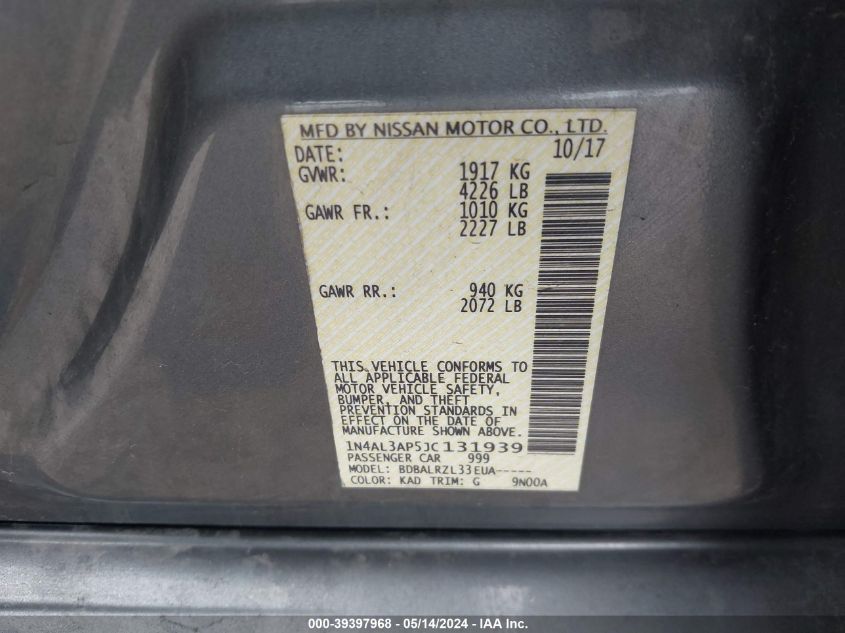 MFD BY NISSAN MOTOR CO., LTD.
DATE: 10/17
GVWR: 1917 KG
4226 LB
GAWR FR.: 1010 KG
2227 LB
GAWR RR.: 940 KG
2072 LB
THIS VEHICLE CONFORMS TO
ALL APPLICABLE FEDERAL
MOTOR VEHICLE SAFETY,
BUMPER, AND THEFT
PREVENTION STANDARDS IN
EFFECT ON THE DATE OF
MANUFACTURE SHOWN ABOVE.
1N4AL3AP5JC131939
PASSENGER CAR 999
MODEL: BDBALRZL33EUA-----
COLOR: KAD TRIM: G 9N00A
000-39397968 - 05/14/2024 - IAA Inc.